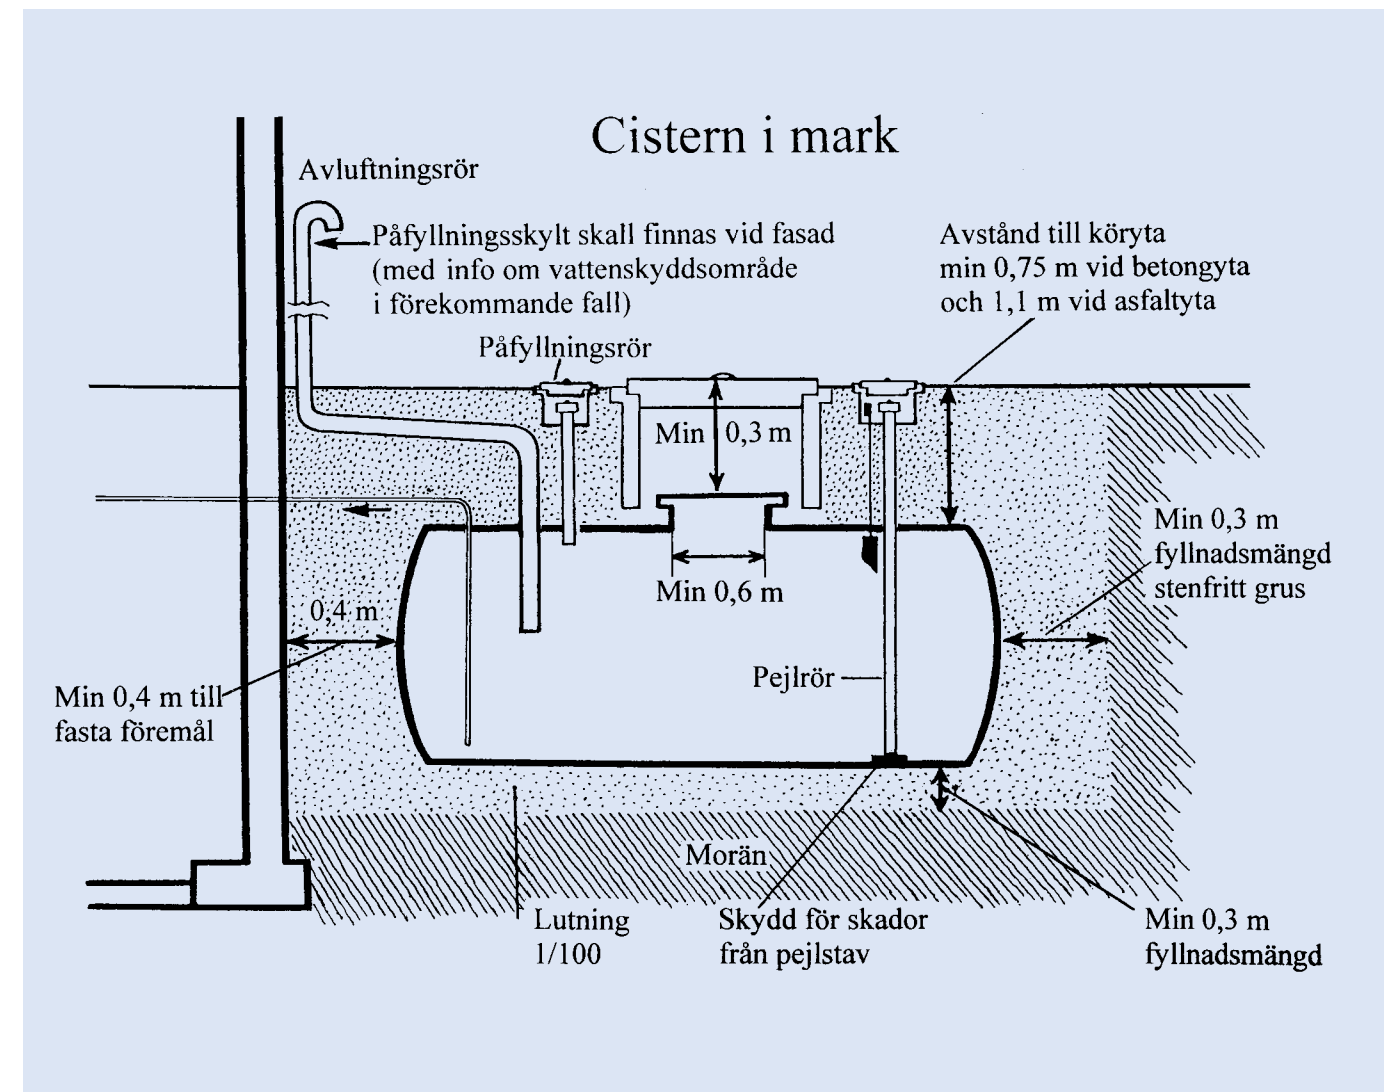 Cistern i mark
Avluftningsrör
Påfyllningsskylt skall finnas vid fasad
(med info om vattenskyddsområde
i förekommande fall)
Avstånd till köryta
min 0,75 m vid betongyta
och 1,1 m vid asfaltyta
Påfyllningsrör
Min 0,3 m
Min 0,3 m
fyllnadsmängd
stenfritt grus
Min 0,6 m
0,4 m
Pejlrör
Min 0,4 m till
fasta föremål
Morän
Lutning
1/100
Skydd för skador
från pejlstav
Min 0,3 m
fyllnadsmängd